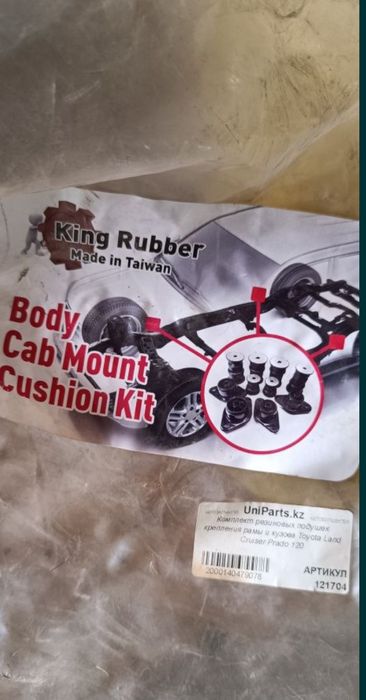 King Rubber
Made in Taiwan
Body
Cab Mount
Cushion Kit
UniParts.kz
Комплект резиновых подушек
крепления рамы и кузова Toyota Land
Cruiser Prado 120
2000140479078
АРТИКУЛ
121704